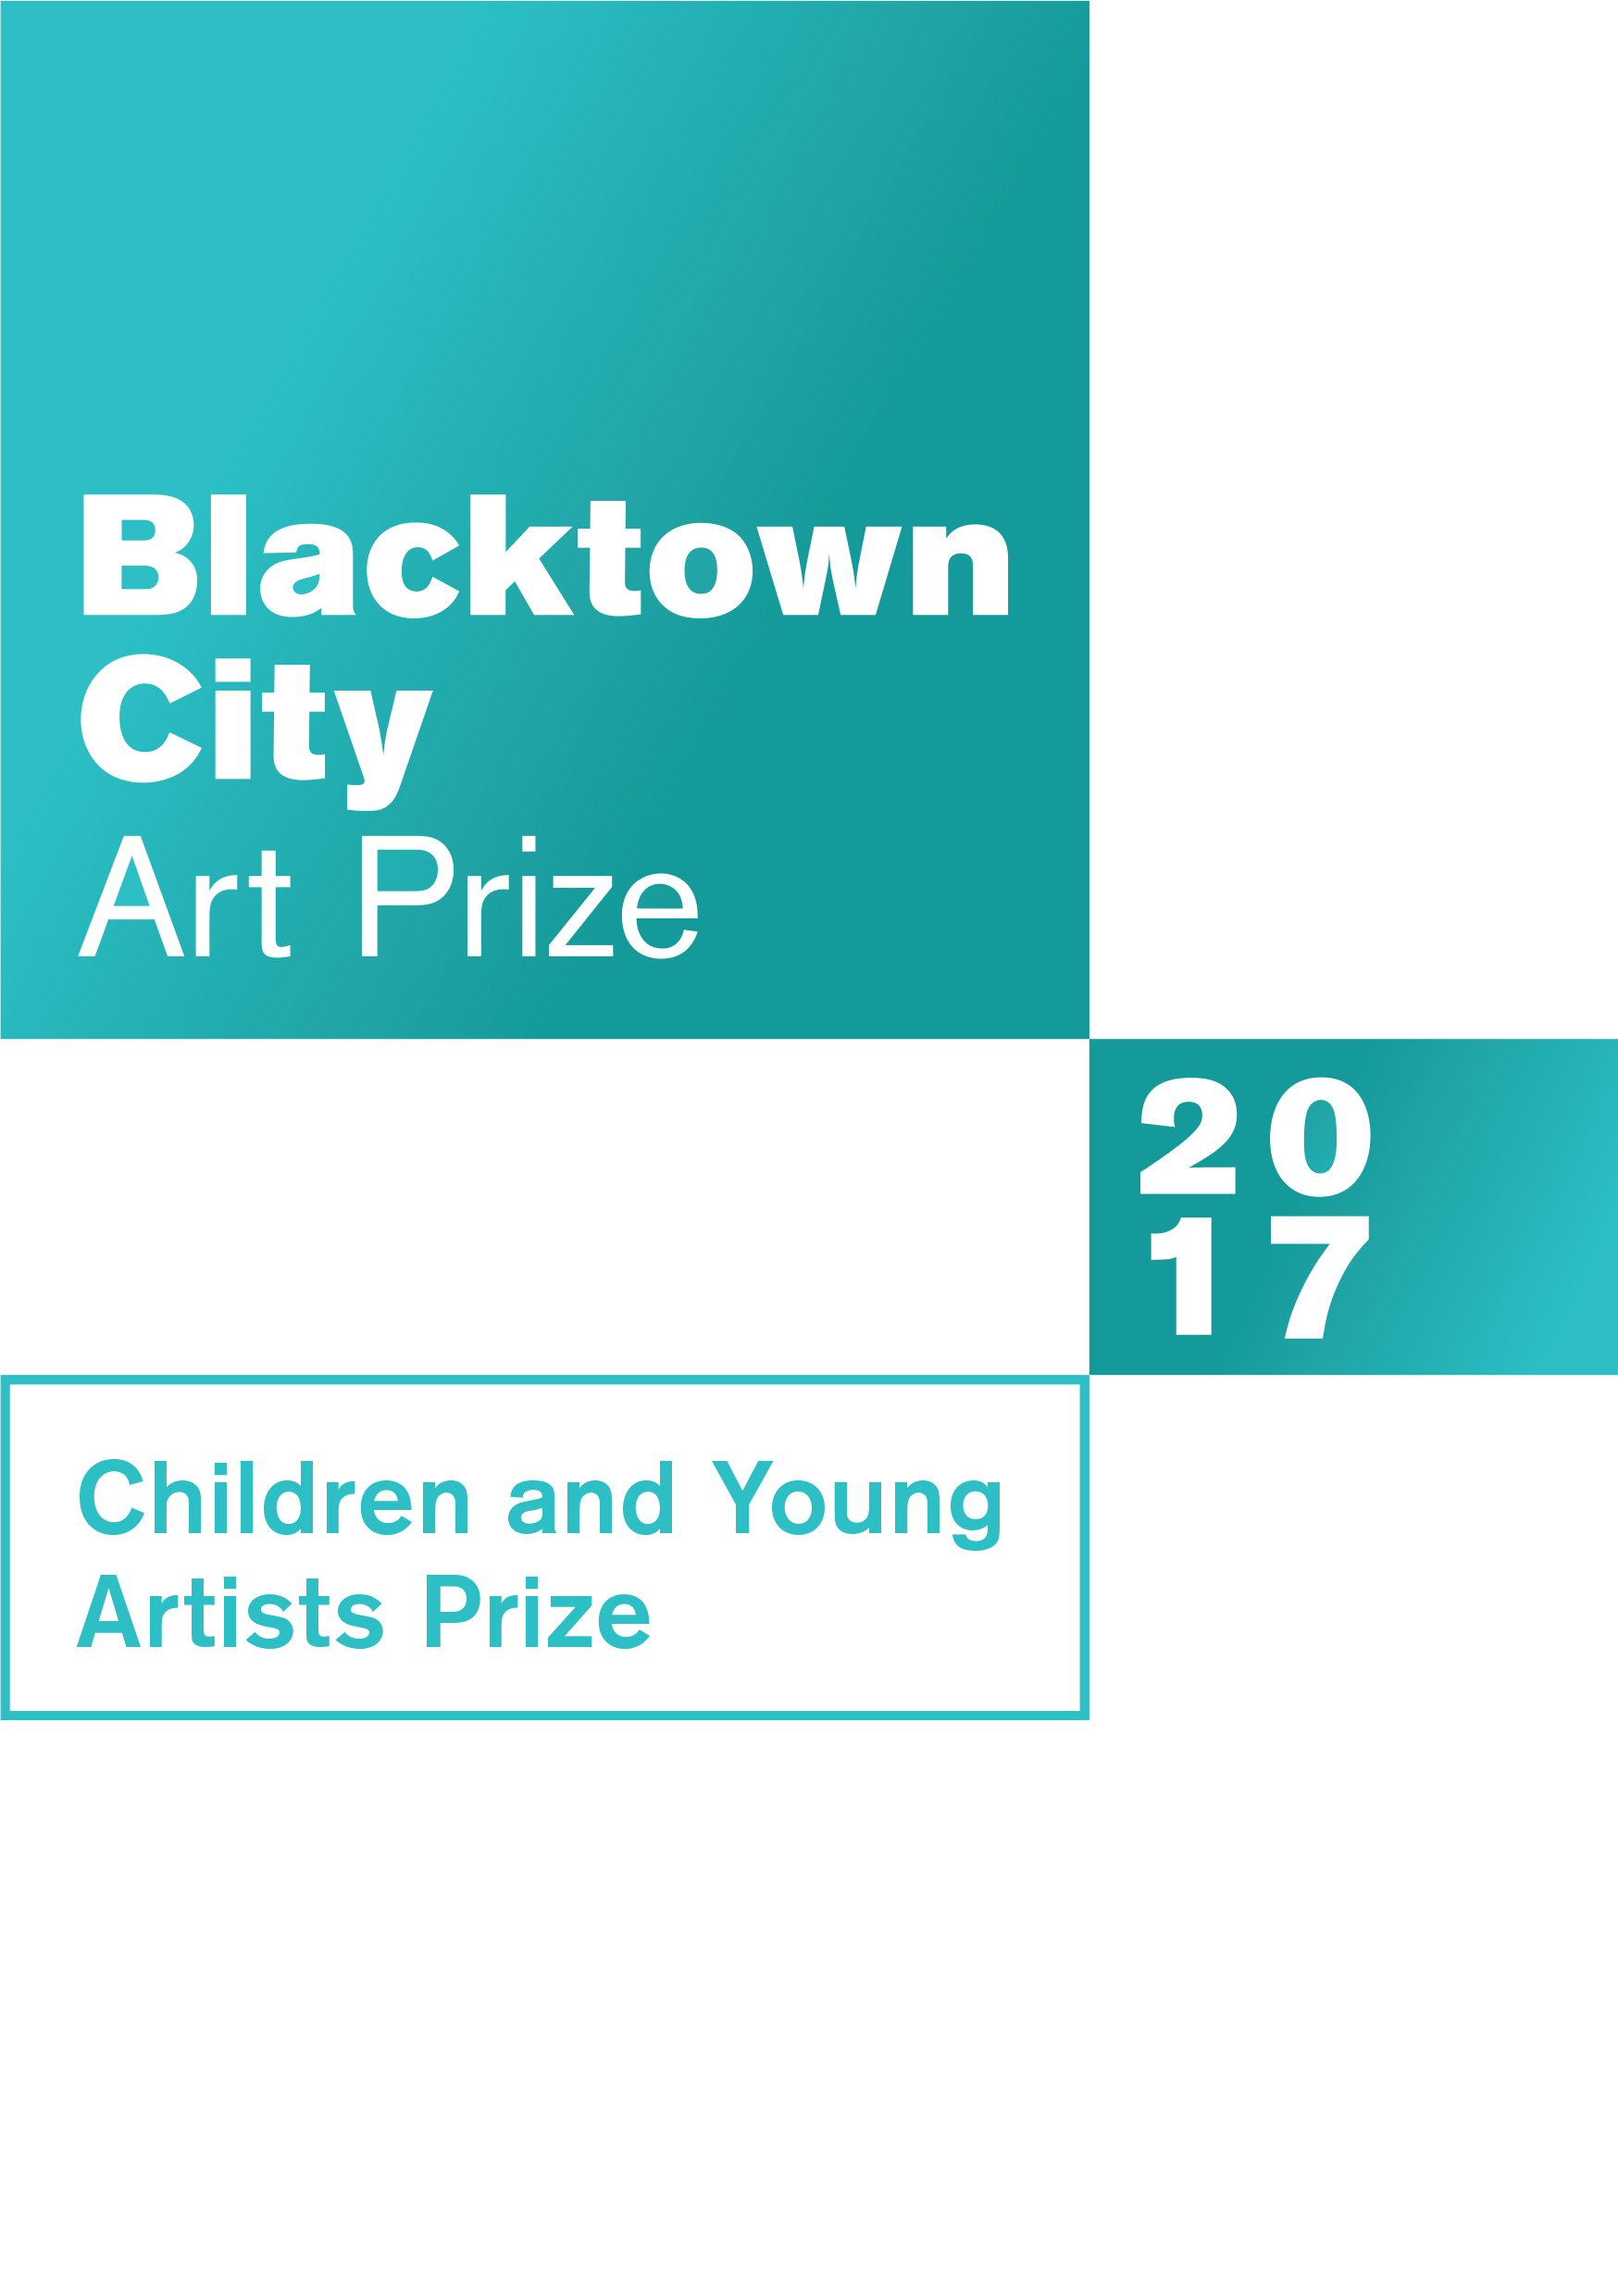 Blacktown
City
Art Prize
20
17
Children and Young
Artists Prize